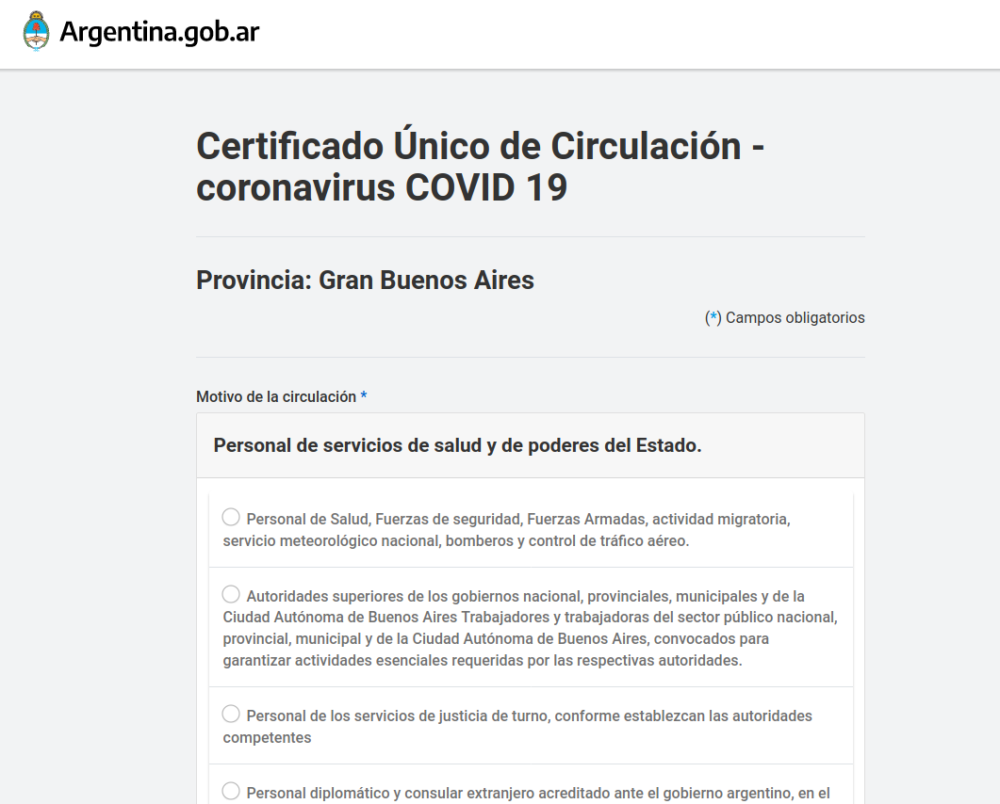 Argentina.gob.ar
Certificado Único de Circulación -
coronavirus COVID 19
Provincia: Gran Buenos Aires
(*) Campos obligatorios
Motivo de la circulación *
Personal de servicios de salud y de poderes del Estado.
Personal de Salud, Fuerzas de seguridad, Fuerzas Armadas, actividad migratoria,
servicio meteorológico nacional, bomberos y control de tráfico aéreo.
Autoridades superiores de los gobiernos nacional, provinciales, municipales y de la
Ciudad Autónoma de Buenos Aires Trabajadores y trabajadoras del sector público nacional,
provincial, municipal y de la Ciudad Autónoma de Buenos Aires, convocados para
garantizar actividades esenciales requeridas por las respectivas autoridades.
Personal de los servicios de justicia de turno, conforme establezcan las autoridades
competentes
Personal diplomático y consular extranjero acreditado ante el gobierno argentino, en el